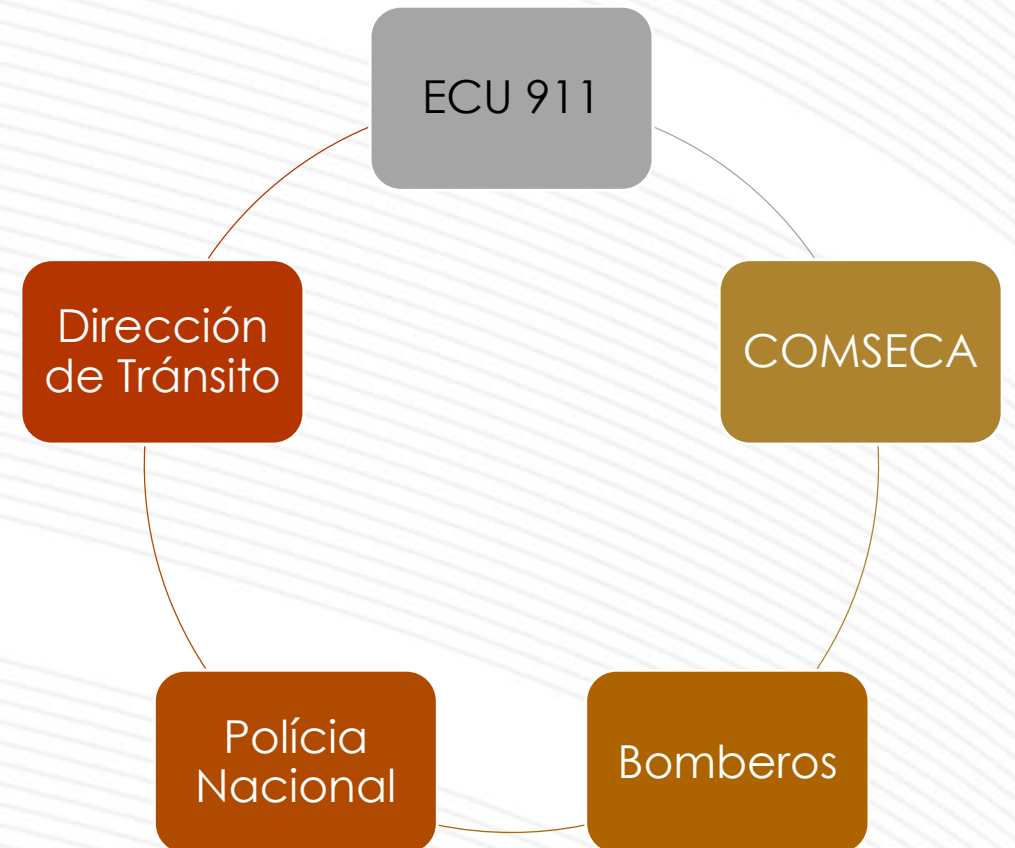 ECU 911
Dirección
de Tránsito
COMSECA
Polícia
Nacional
Bomberos